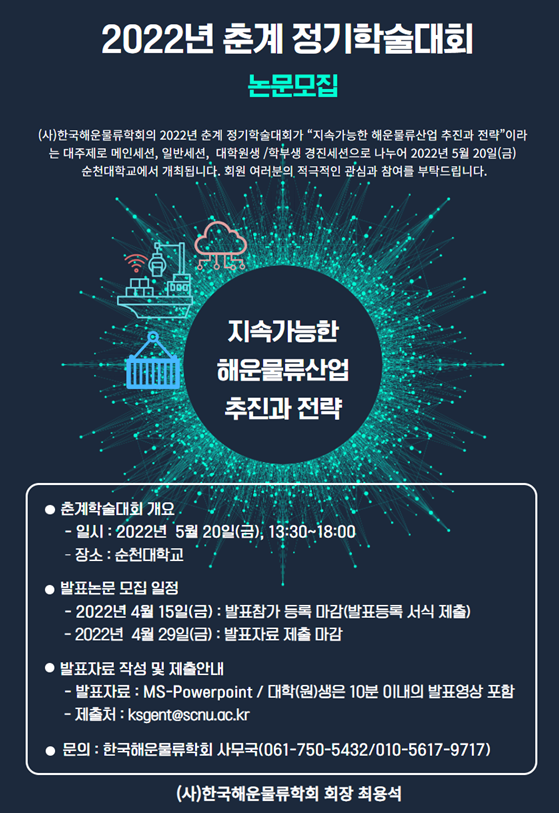 2022년 춘계 정기학술대회
논문모집
(사)한국해운물류학회의 2022년 춘계 정기학술대회가 “지속가능한 해운물류산업 추진과 전략”이라
는 대주제로 메인세션, 일반세션, 대학원생 /학부생 경진세션으로 나누어 2022년 5월 20일(금)
순천대학교에서 개최됩니다. 회원 여러분의 적극적인 관심과 참여를 부탁드립니다.
지속가능한
해운물류산업
추진과 전략
● 춘계학술대회 개요
- 일시 : 2022년 5월 20일(금), 13:30~18:00
- 장소 : 순천대학교
● 발표논문 모집 일정
- 2022년 4월 15일(금) : 발표참가 등록 마감(발표등록 서식 제출)
- 2022년 4월 29일(금) : 발표자료 제출 마감
● 발표자료 작성 및 제출안내
- 발표자료 : MS-Powerpoint / 대학(원)생은 10분 이내의 발표영상 포함
- 제출처 : ksgent@scnu.ac.kr
● 문의 : 한국해운물류학회 사무국(061-750-5432/010-5617-9717)
(사)한국해운물류학회 회장 최용석